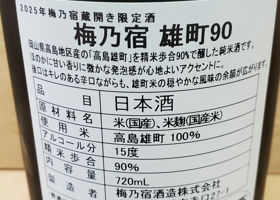 2025年梅乃宿蔵開き限定酒
梅乃宿 雄町90
岡山県高島地区産の「高島雄町」を精米歩合90%で醸した純米酒です。
ほのかに甘い香りに微かな発泡感が心地よいアクセントに。
後口はキレのある辛口ながらも、雄町米の穏やかな風味の余韻が広がります。
品目 日本酒
原材料名 米(国産)、米麹(国産米)
使用米 高島雄町 100%
アルコール分 15度
精米歩合 90%
内容量 720mL
製造者 梅乃宿酒造株式会社
27-1